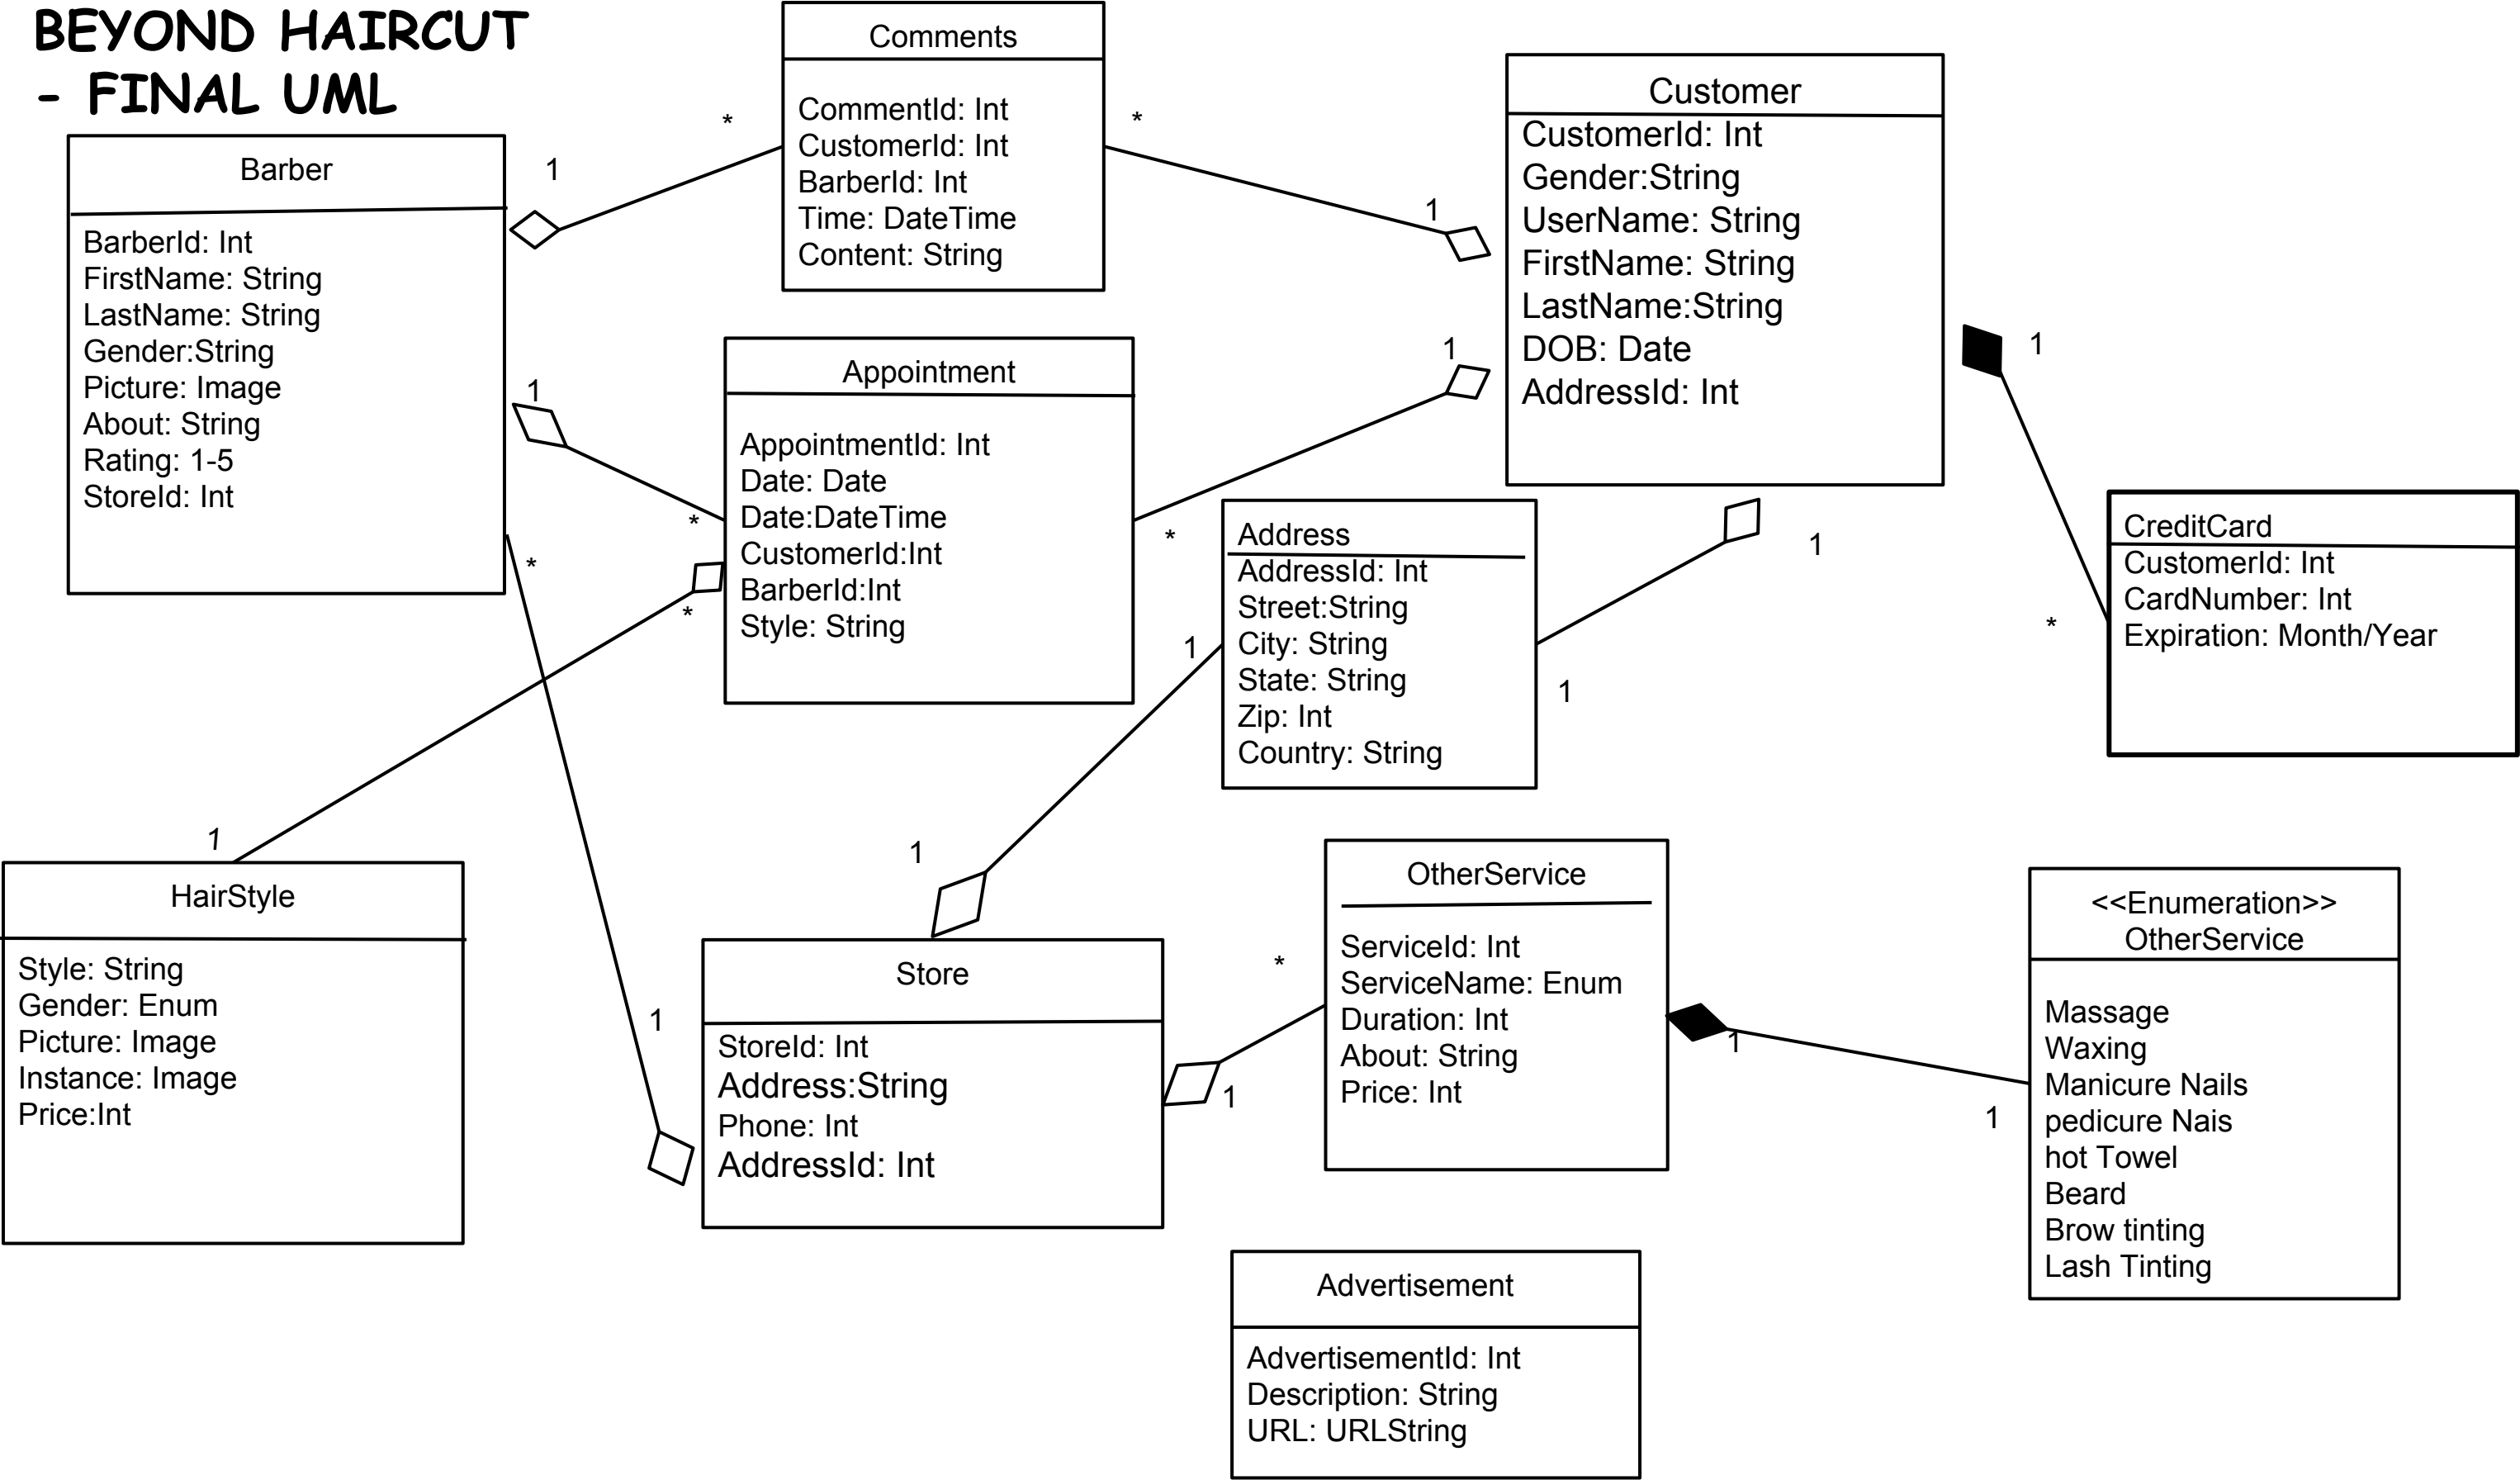 BEYOND HAIRCUT
- FINAL UML
Barber
BarberId: Int
FirstName: String
LastName: String
Gender:String
Picture: Image
About: String
Rating: 1-5
StoreId: Int
1
*
1
*
*
Comments
CommentId: Int
CustomerId: Int
BarberId: Int
Time: DateTime
Content: String
*
1
Customer
CustomerId: Int
Gender:String
UserName: String
FirstName: String
LastName:String
DOB: Date
AddressId: Int
1
*
Appointment
AppointmentId: Int
Date: Date
Date:DateTime
CustomerId:Int
BarberId:Int
Style: String
1
*
*
1
Address
AddressId: Int
Street:String
City: String
State: String
Zip: Int
Country: String
1
1
1
1
CreditCard
CustomerId: Int
CardNumber: Int
Expiration: Month/Year
HairStyle
Style: String
Gender: Enum
Picture: Image
Instance: Image
Price:Int
1
Store
StoreId: Int
Address:String
Phone: Int
AddressId: Int
*
1
OtherService
ServiceId: Int
ServiceName: Enum
Duration: Int
About: String
Price: Int
1
1
<<Enumeration>>
OtherService
Massage
Waxing
Manicure Nails
pedicure Nais
hot Towel
Beard
Brow tinting
Lash Tinting
Advertisement
AdvertisementId: Int
Description: String
URL: URLString